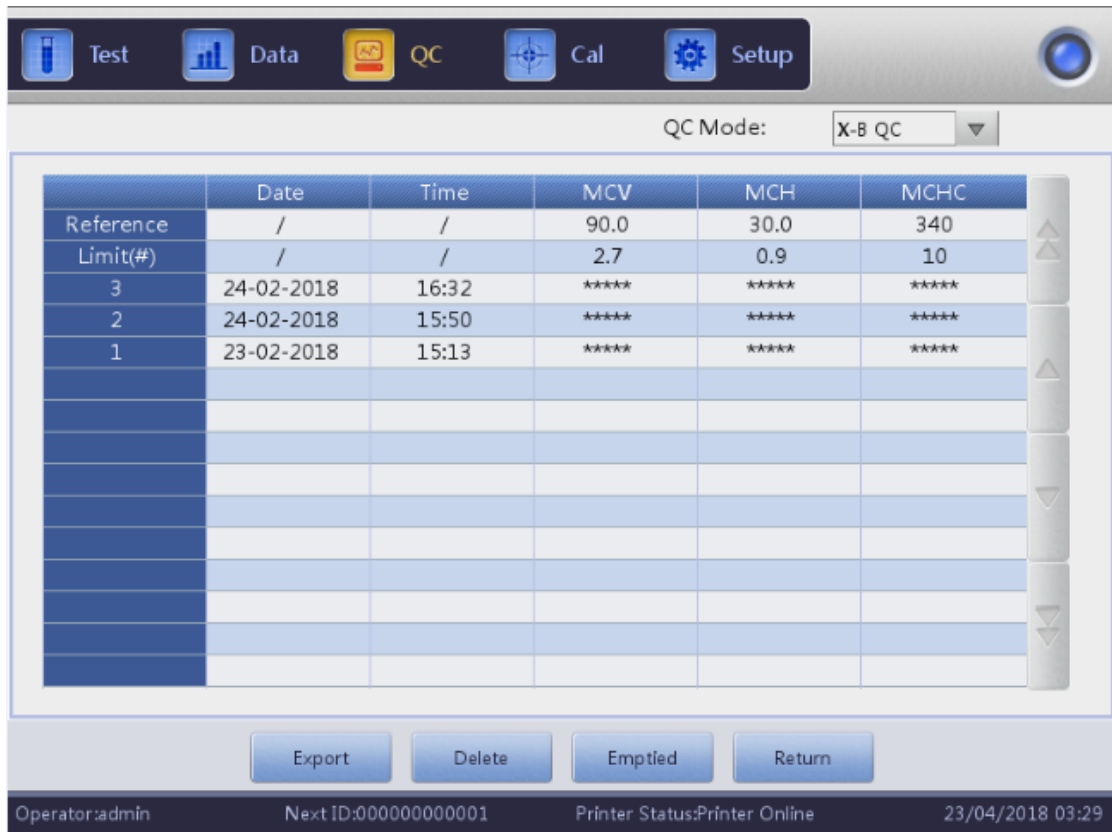 Test Data QC Cal Setup
QC Mode: X-B QC
Date Time MCV MCH MCHC
Reference / / 90.0 30.0 340
Limit(#) / / 2.7 0.9 10
3 24-02-2018 16:32 ***** ***** *****
2 24-02-2018 15:50 ***** ***** *****
1 23-02-2018 15:13 ***** ***** *****
Export Delete Emptied Return
Operator:admin Next ID:000000000001 Printer Status:Printer Online 23/04/2018 03:29